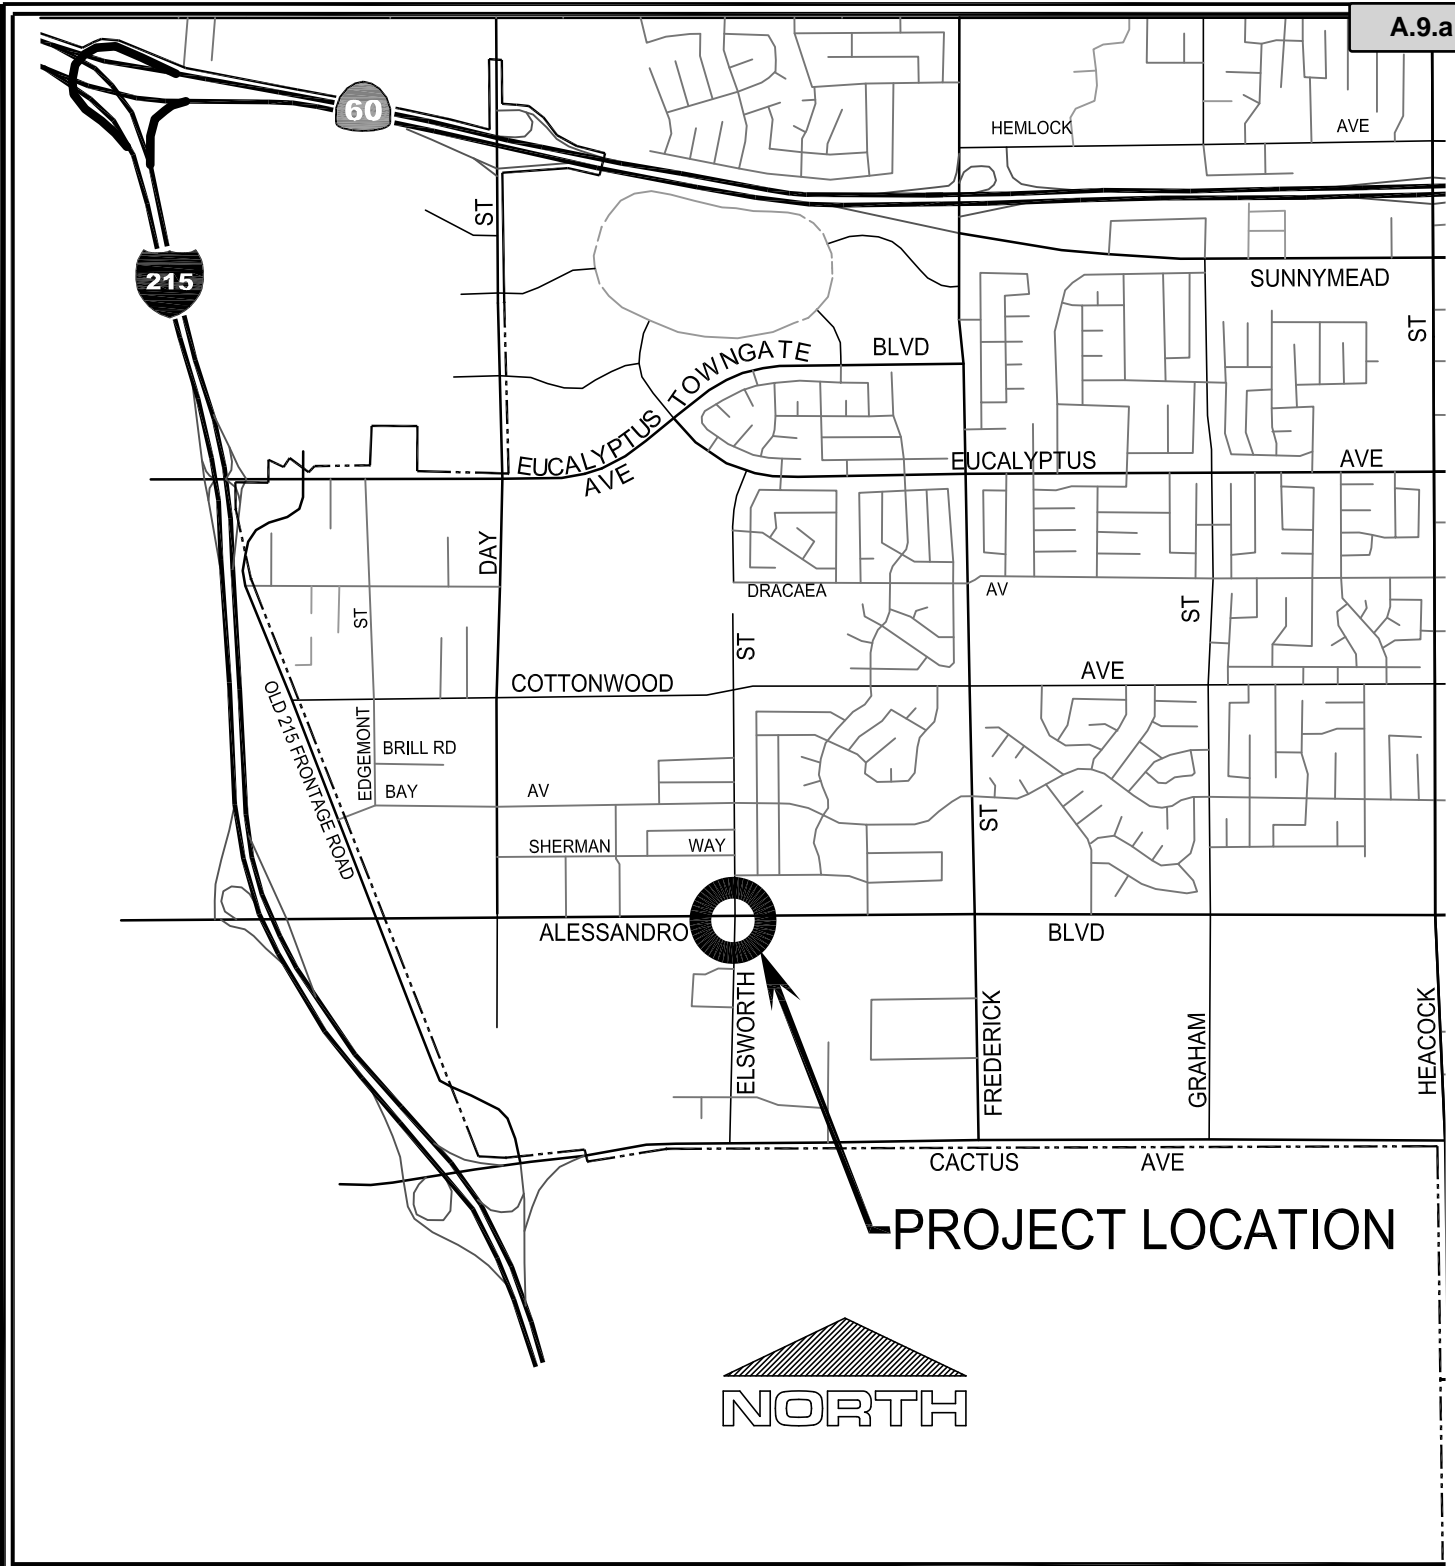 A.9.a
60
HEMLOCK AVE
ST
215
SUNNYMEAD
ST
TOWNGATE BLVD
EUCALYPTUS AVE
EUCALYPTUS AVE
DAY
DRACAEA AV
ST
ST
ST
COTTONWOOD AVE
OLD 215 FRONTAGE ROAD
EDGEMONT
BRILL RD
BAY AV
ST
SHERMAN WAY
ALESSANDRO BLVD
ELSWORTH
FREDERICK
GRAHAM
HEACOCK
CACTUS AVE
PROJECT LOCATION
NORTH